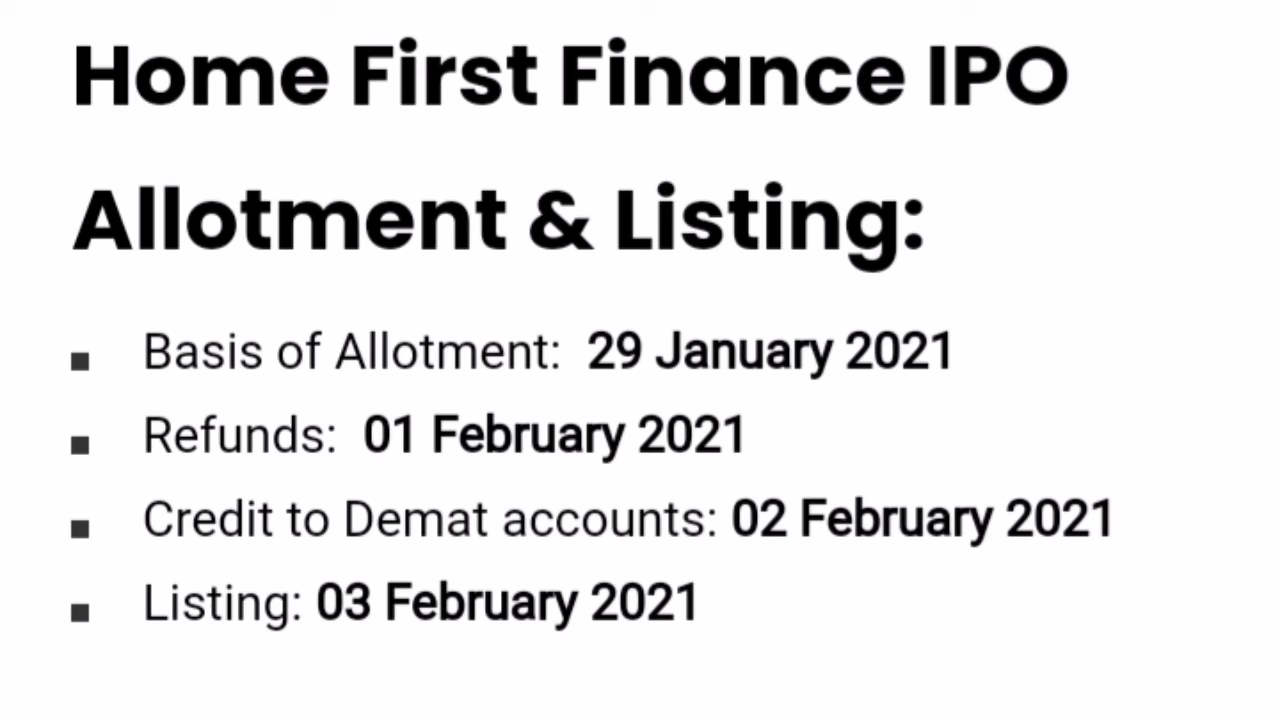 Home First Finance IPO
Allotment & Listing:
▪ Basis of Allotment: 29 January 2021
▪ Refunds: 01 February 2021
▪ Credit to Demat accounts: 02 February 2021
▪ Listing: 03 February 2021